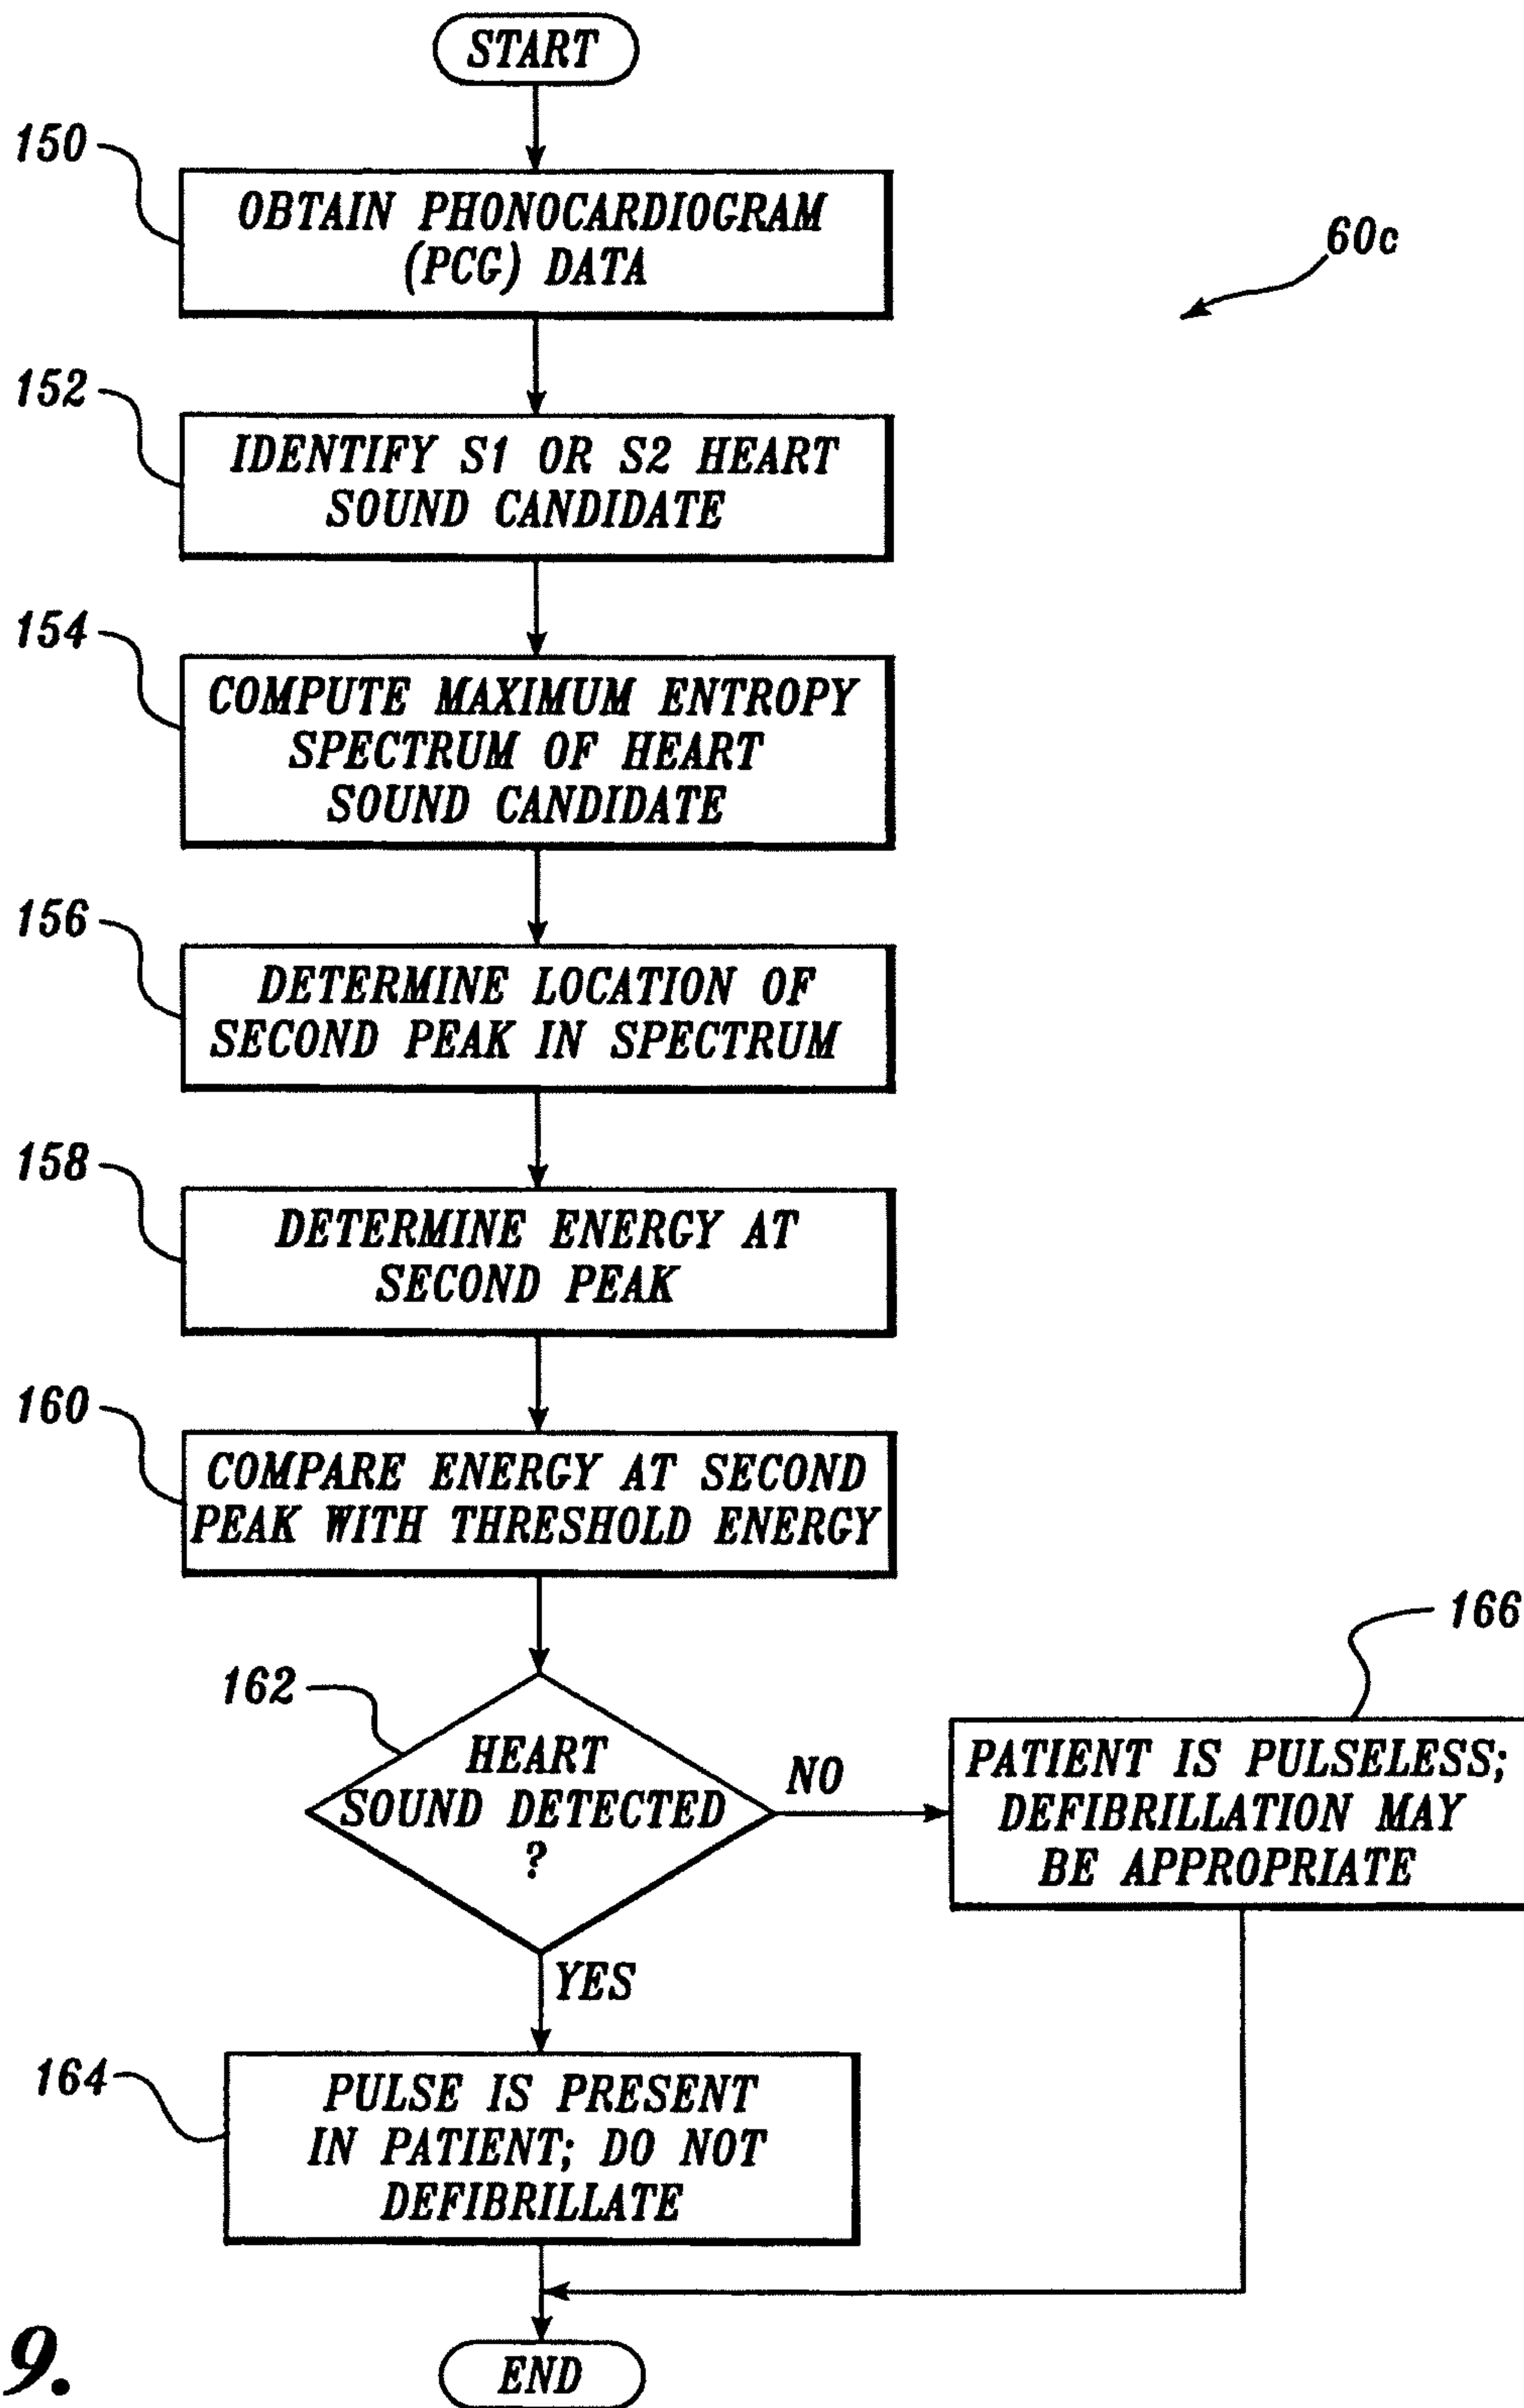 START
150
OBTAIN PHONOCARDIOGRAM
(PCG) DATA
60c
152
IDENTIFY S1 OR S2 HEART
SOUND CANDIDATE
154
COMPUTE MAXIMUM ENTROPY
SPECTRUM OF HEART
SOUND CANDIDATE
156
DETERMINE LOCATION OF
SECOND PEAK IN SPECTRUM
158
DETERMINE ENERGY AT
SECOND PEAK
160
COMPARE ENERGY AT SECOND
PEAK WITH THRESHOLD ENERGY
162
HEART
SOUND DETECTED
?
NO
166
PATIENT IS PULSELESS;
DEFIBRILLATION MAY
BE APPROPRIATE
YES
164
PULSE IS PRESENT
IN PATIENT; DO NOT
DEFIBRILLATE
END
9.